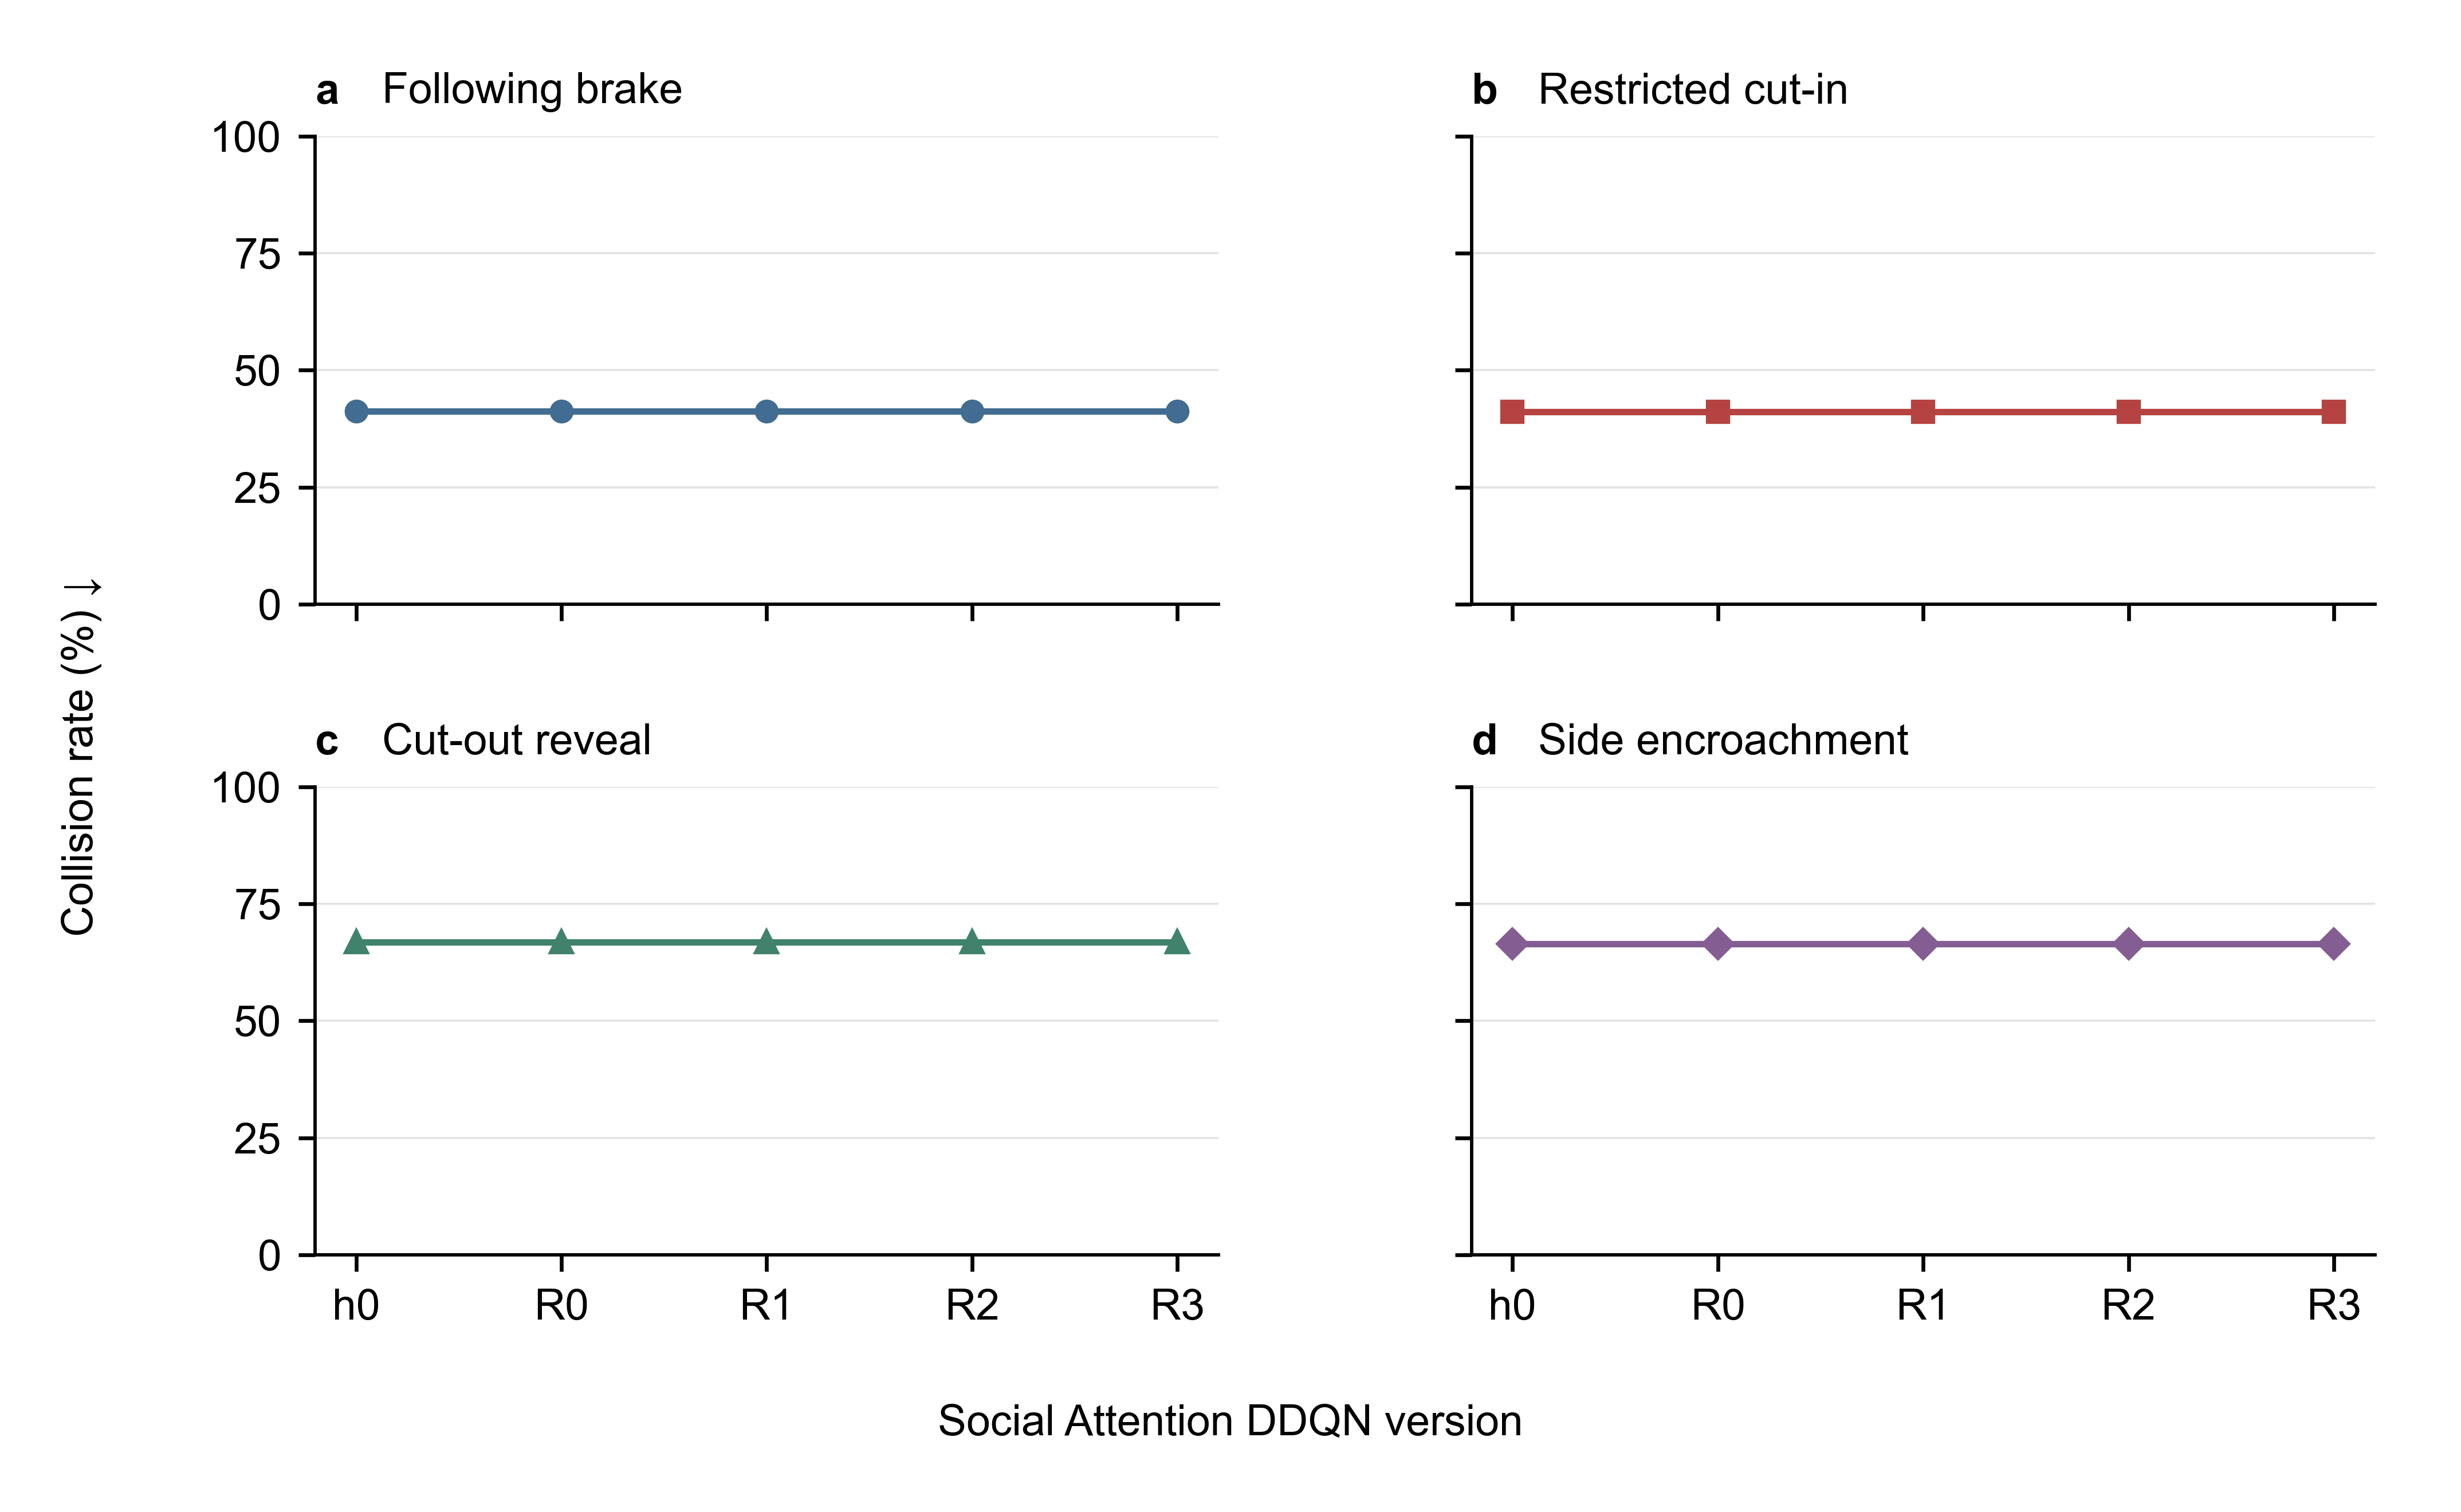 a Following brake
b Restricted cut-in
100
75
50
25
0
Collision rate (%) ↓
c Cut-out reveal
d Side encroachment
100
75
50
25
0
h0 R0 R1 R2 R3
h0 R0 R1 R2 R3
Social Attention DDQN version